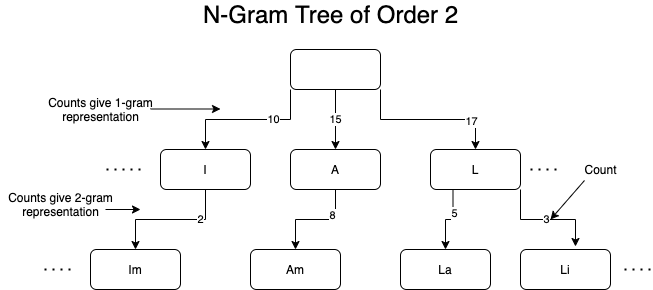 N-Gram Tree of Order 2
Counts give 1-gram
representation
10
15
17
.....
I
A
L
....
Count
Counts give 2-gram
representation
2
8
5
3
....
Im
Am
La
Li
....